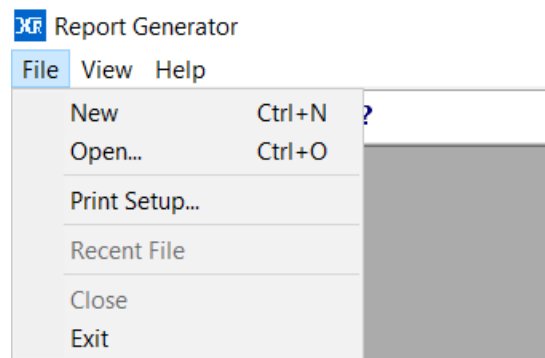 Report Generator
File View Help
New Ctrl+N
?
Open... Ctrl+O
Print Setup...
Recent File
Close
Exit